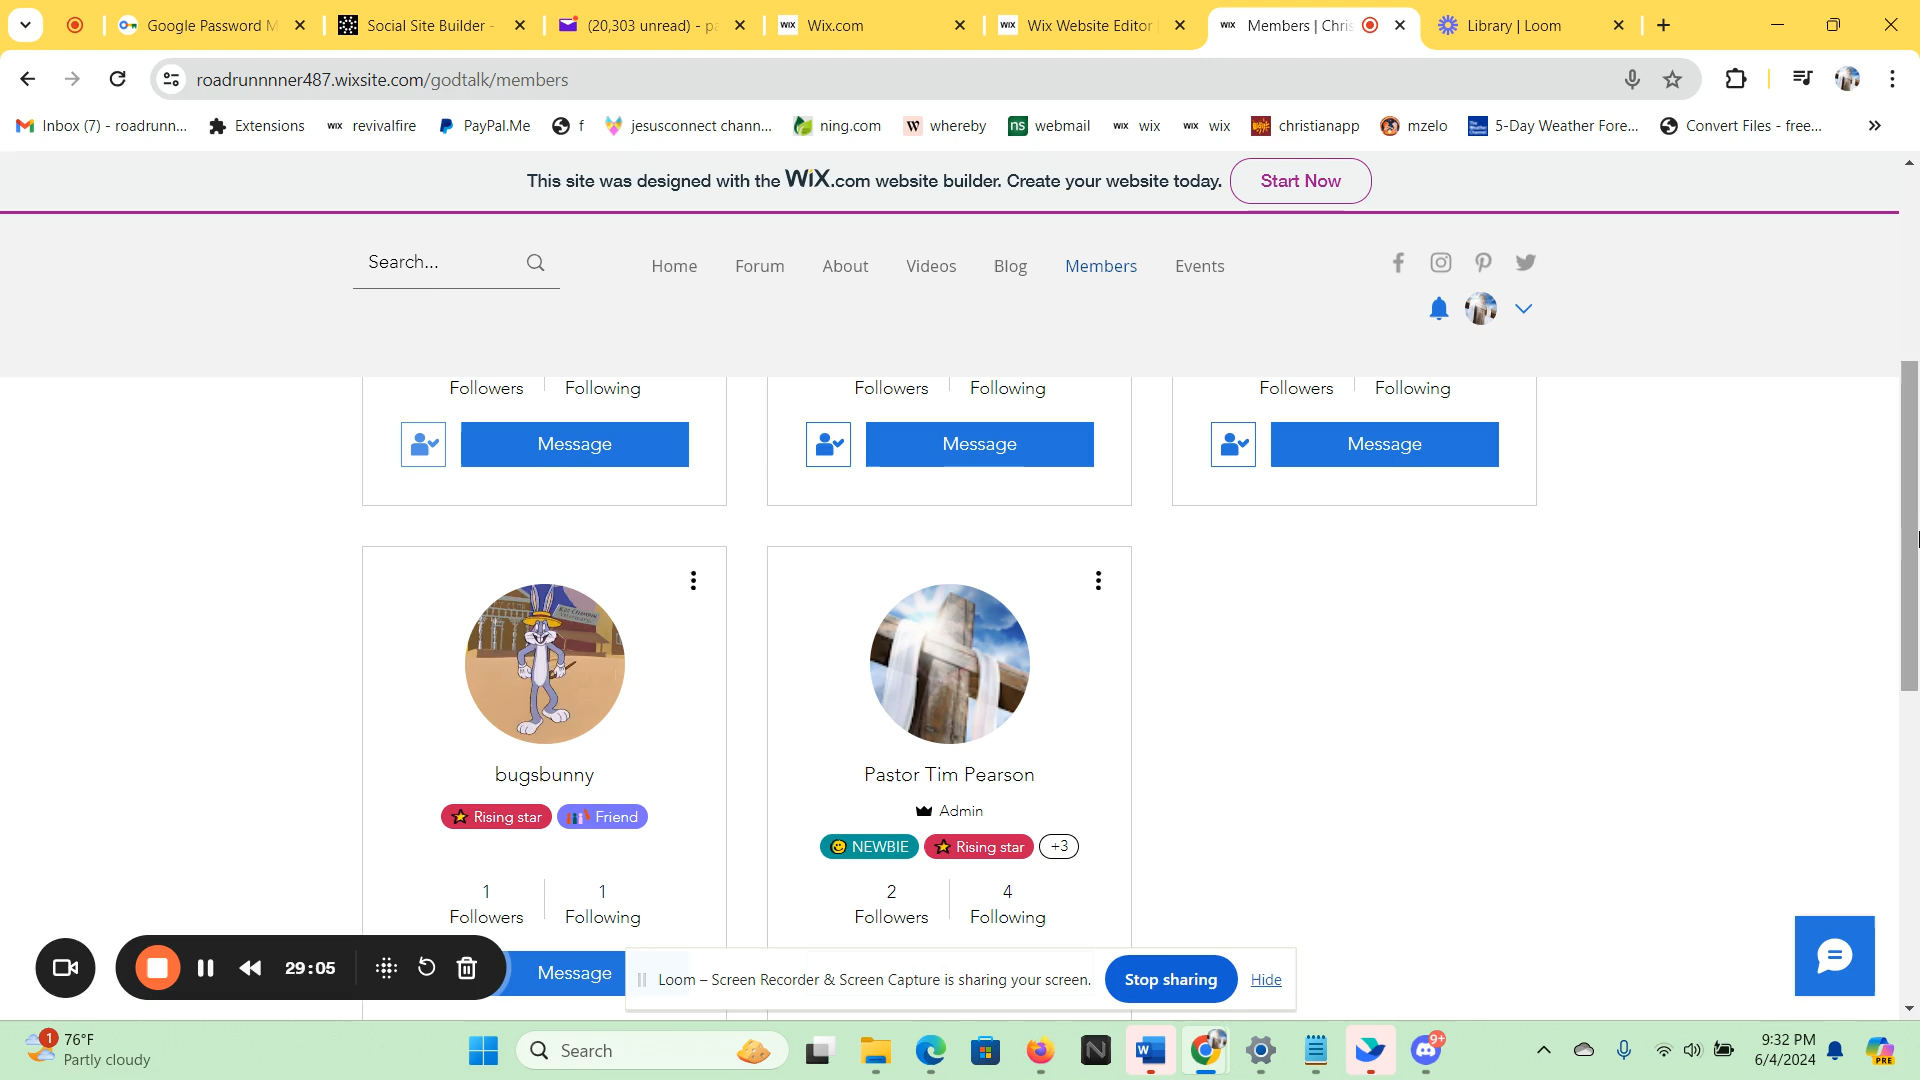 Google Password M
Social Site Builder -
(20,303 unread) - pa
Wix.com
Wix Website Editor
Members | Chris
Library | Loom
roadrunnnner487.wixsite.com/godtalk/members
Inbox (7) - roadrunn...
Extensions
revivalfire
PayPal.Me
f
jesusconnect chann...
ning.com
whereby
webmail
wix
wix
christianapp
mzelo
5-Day Weather Fore...
Convert Files - free...
This site was designed with the WiX.com website builder. Create your website today.
Start Now
Search...
Home
Forum
About
Videos
Blog
Members
Events
Followers
Following
Followers
Following
Followers
Following
Message
Message
Message
bugsbunny
Rising star
Friend
1
Followers
1
Following
Message
Pastor Tim Pearson
Admin
NEWBIE
Rising star
+3
2
Followers
4
Following
29:05
Loom – Screen Recorder & Screen Capture is sharing your screen.
Stop sharing
Hide
1
76°F
Partly cloudy
Search
9+
9:32 PM
6/4/2024
PRE